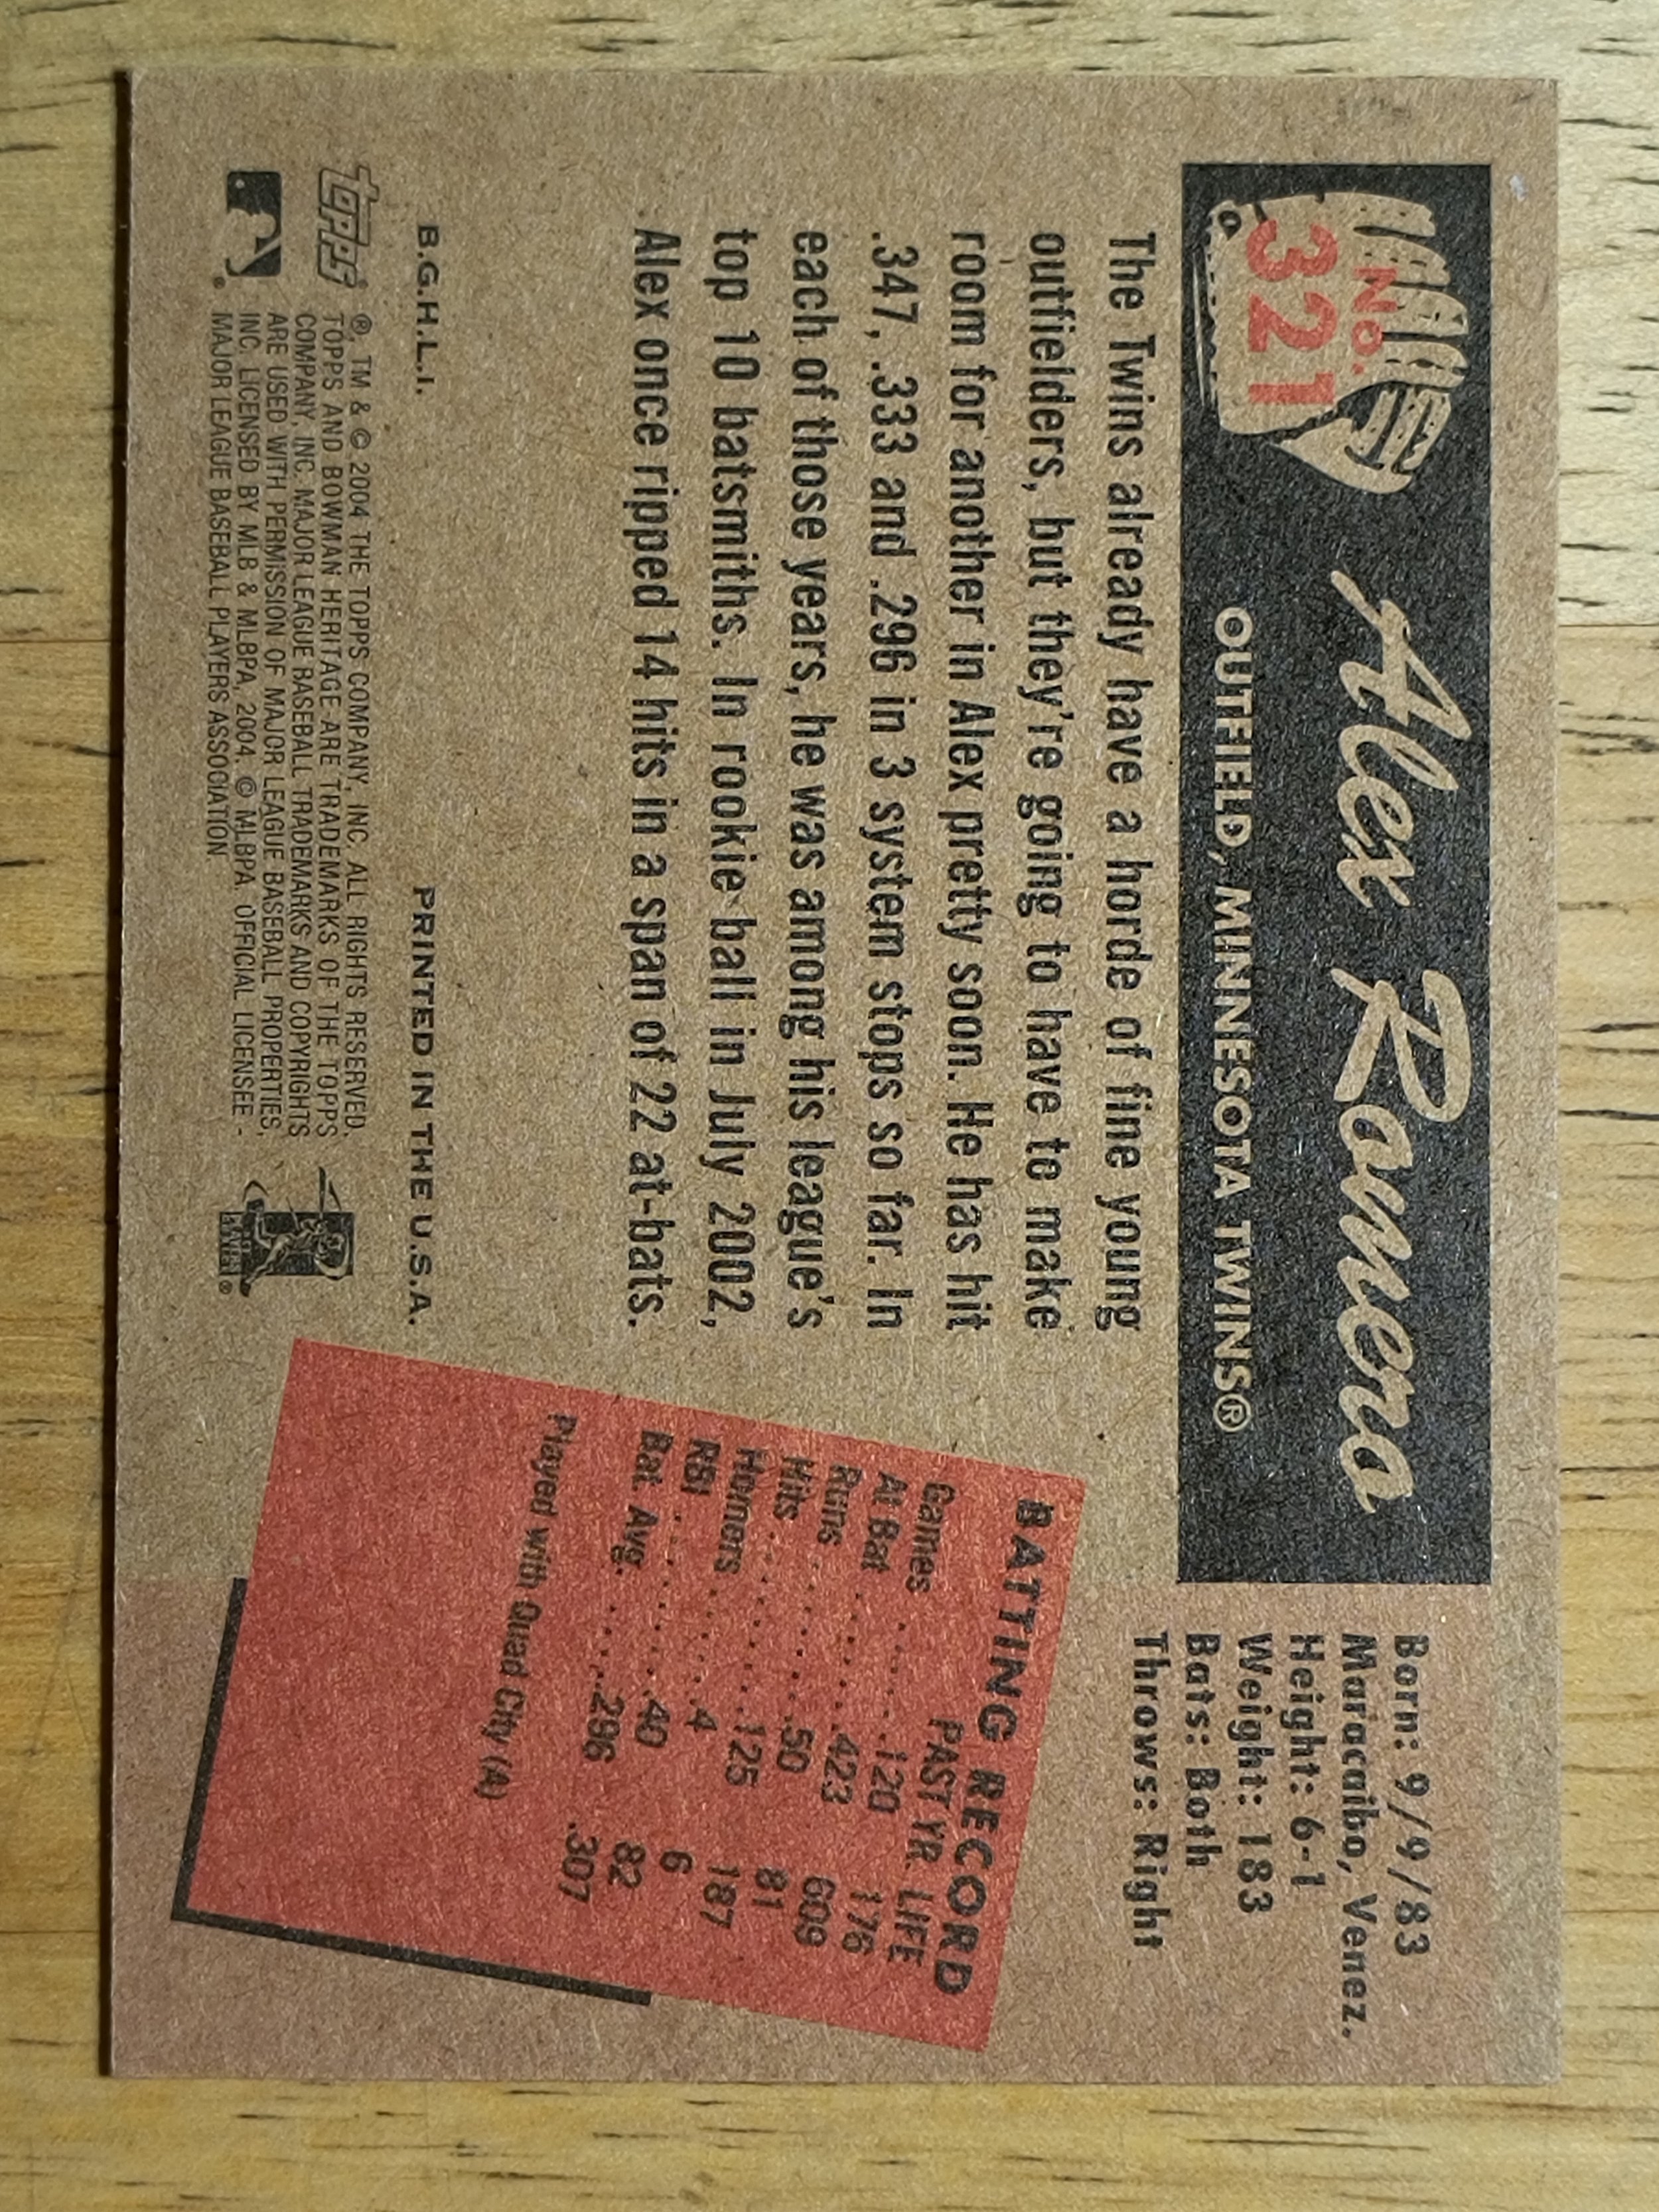 No.
321
Alex Romero
OUTFIELD, MINNESOTA TWINS®
Born: 9/9/83
Maracaibo, Venez.
Height: 6-1
Weight: 183
Bats: Both
Throws: Right
The Twins already have a horde of fine young
outfielders, but they're going to have to make
room for another in Alex pretty soon. He has hit
.347, .333 and .296 in 3 system stops so far. In
each of those years, he was among his league's
top 10 batsmiths. In rookie ball in July 2002,
Alex once ripped 14 hits in a span of 22 at-bats.
BATTING RECORD
PAST YR. LIFE
Games .....120 176
At Bat .......423 609
Runs ........50 81
Hits .........125 187
Homers ......4 6
RBI .........40 82
Bat. Avg. .....296 .307
Played with Quad City (A)
B.G.H.L.I. PRINTED IN THE U.S.A.
topps ®
®, TM & © 2004 THE TOPPS COMPANY, INC. ALL RIGHTS RESERVED.
TOPPS AND BOWMAN HERITAGE ARE TRADEMARKS OF THE TOPPS
COMPANY, INC. MAJOR LEAGUE BASEBALL TRADEMARKS AND COPYRIGHTS
ARE USED WITH PERMISSION OF MAJOR LEAGUE BASEBALL PROPERTIES,
INC. LICENSED BY MLB & MLBPA, 2004. © MLBPA. OFFICIAL LICENSEE -
MAJOR LEAGUE BASEBALL PLAYERS ASSOCIATION.